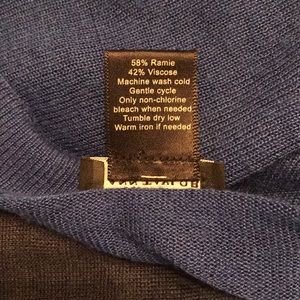 58% Ramie
42% Viscose
Machine wash cold
Gentle cycle
Only non-chlorine
bleach when needed
Tumble dry low
Warm iron if needed